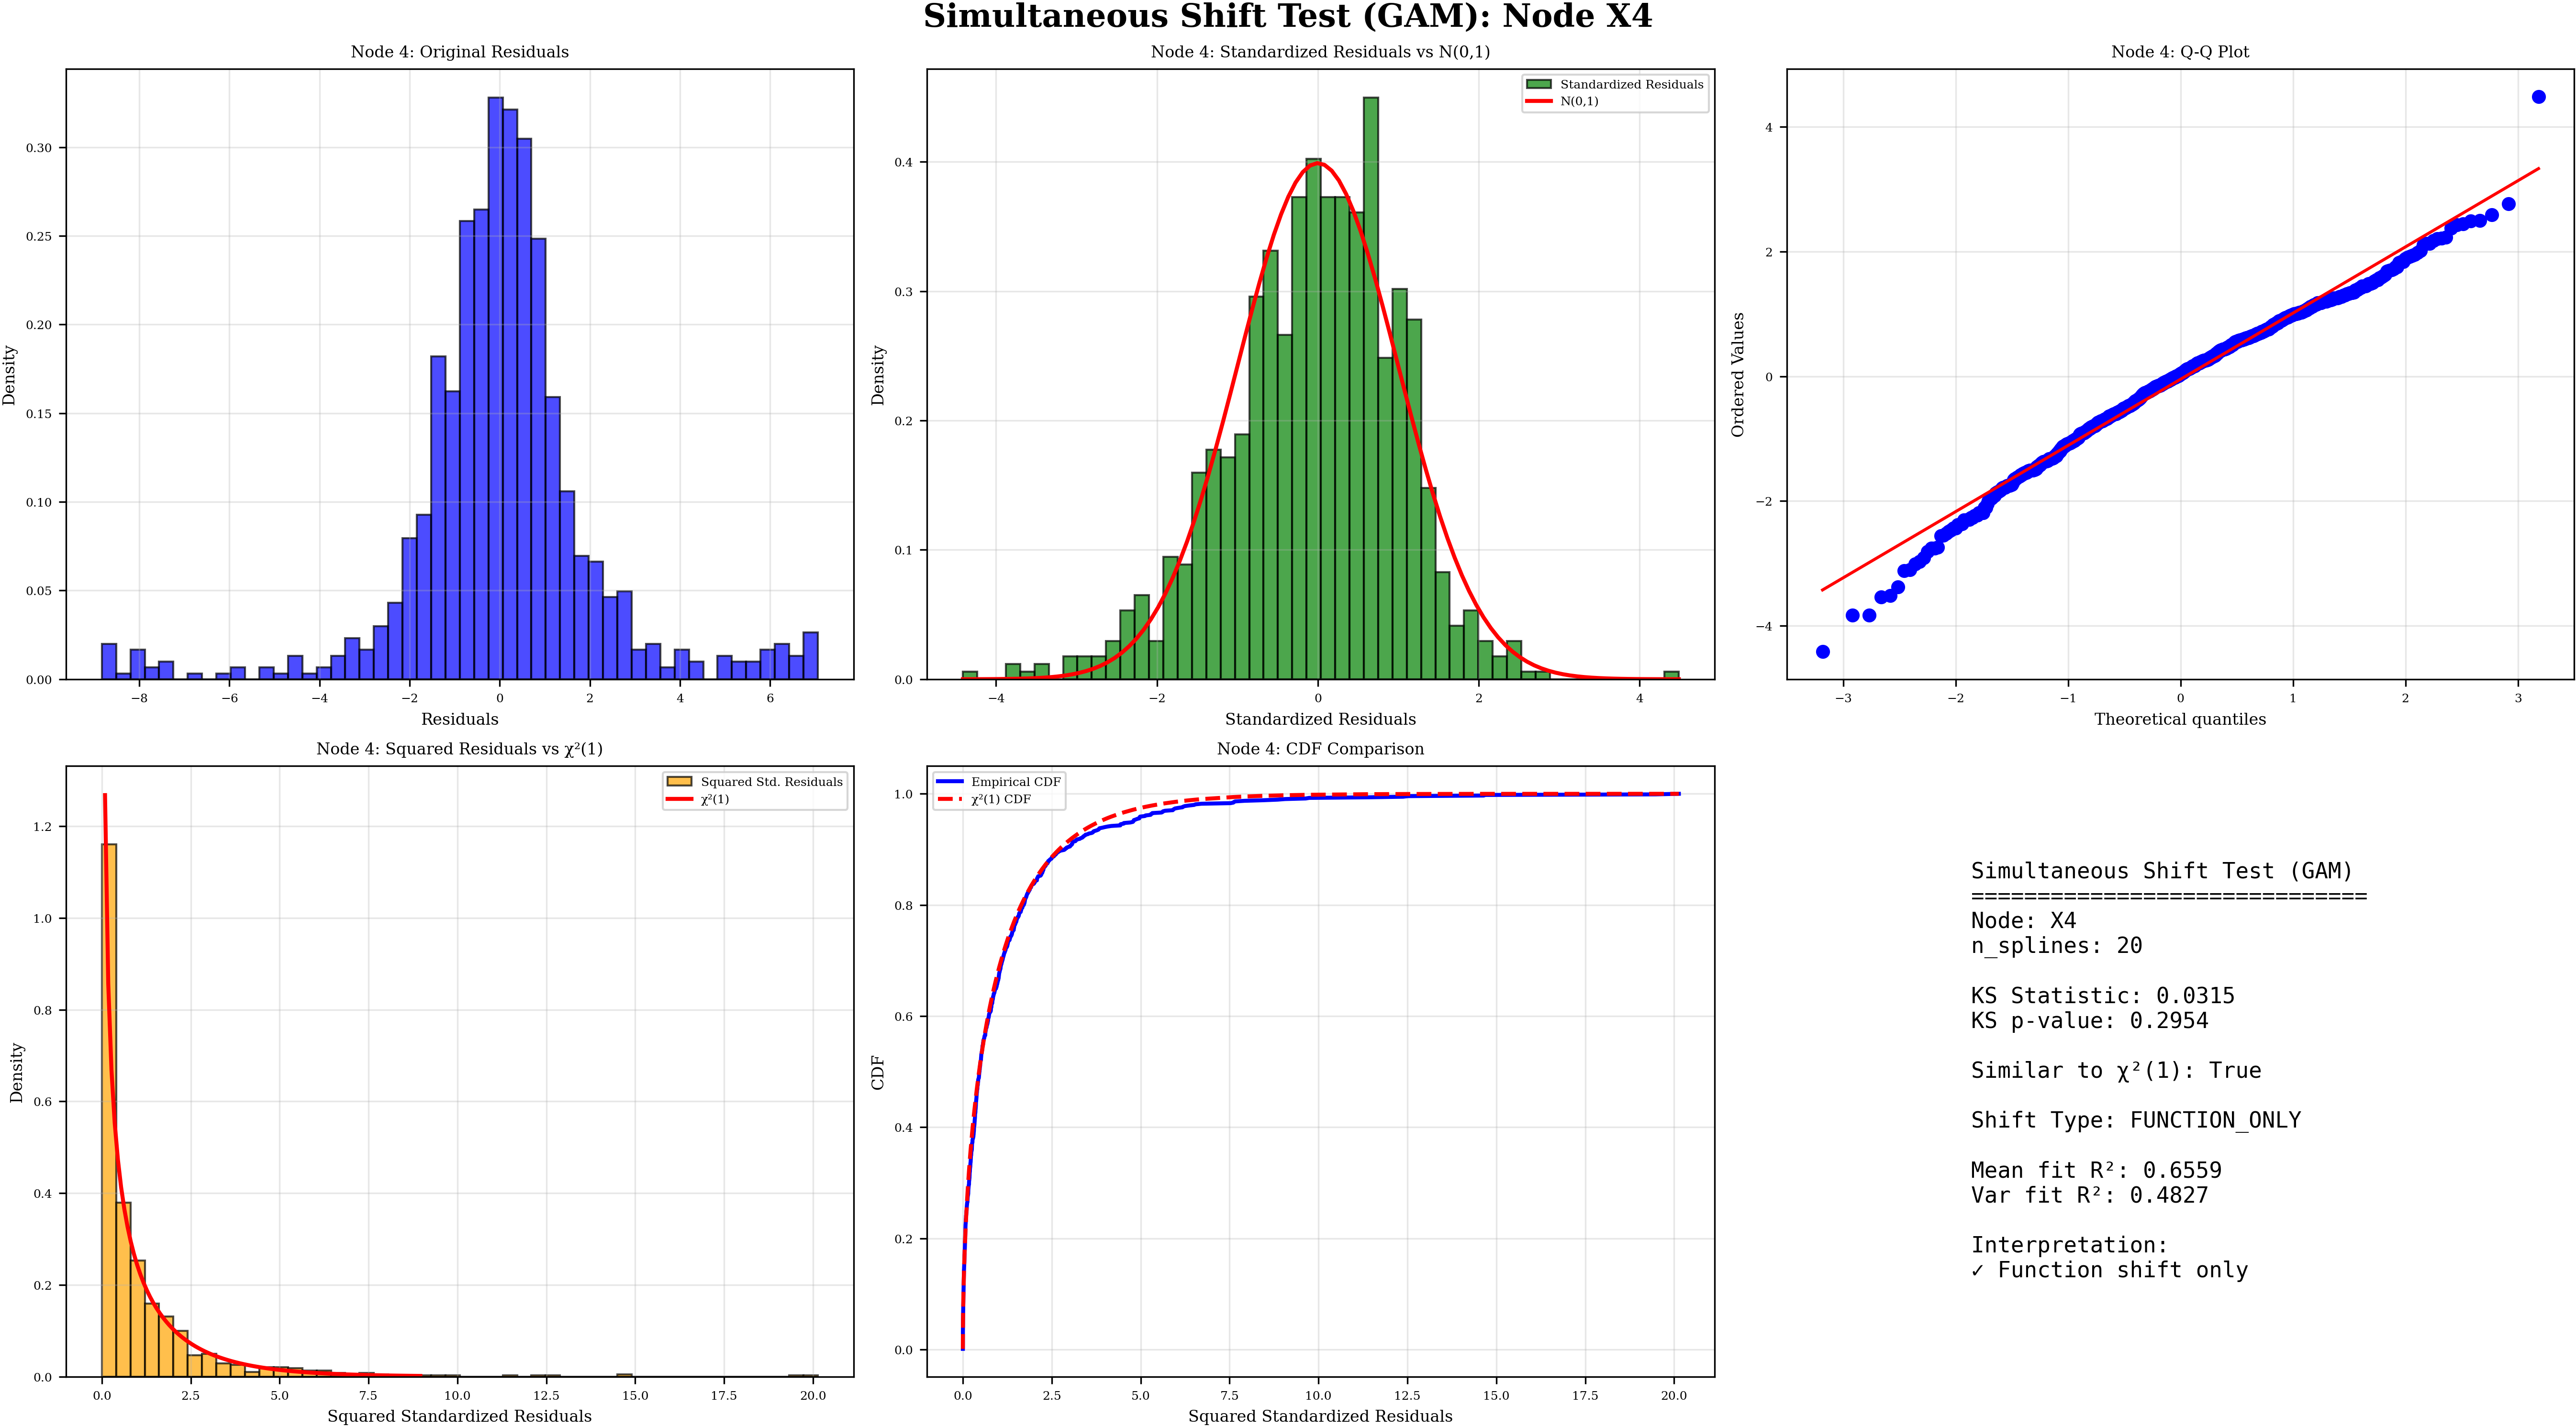 Simultaneous Shift Test (GAM): Node X4
Node 4: Original Residuals
Density
0.30
0.25
0.20
0.15
0.10
0.05
0.00
−8 −6 −4 −2 0 2 4 6
Residuals
Node 4: Standardized Residuals vs N(0,1)
Standardized Residuals
N(0,1)
Density
0.4
0.3
0.2
0.1
0.0
−4 −2 0 2 4
Standardized Residuals
Node 4: Q-Q Plot
Ordered Values
4
2
0
−2
−4
−3 −2 −1 0 1 2 3
Theoretical quantiles
Node 4: Squared Residuals vs χ²(1)
Squared Std. Residuals
χ²(1)
Density
1.2
1.0
0.8
0.6
0.4
0.2
0.0
0.0 2.5 5.0 7.5 10.0 12.5 15.0 17.5 20.0
Squared Standardized Residuals
Node 4: CDF Comparison
Empirical CDF
χ²(1) CDF
CDF
1.0
0.8
0.6
0.4
0.2
0.0
0.0 2.5 5.0 7.5 10.0 12.5 15.0 17.5 20.0
Squared Standardized Residuals
Simultaneous Shift Test (GAM)
==============================
Node: X4
n_splines: 20
KS Statistic: 0.0315
KS p-value: 0.2954
Similar to χ²(1): True
Shift Type: FUNCTION_ONLY
Mean fit R²: 0.6559
Var fit R²: 0.4827
Interpretation:
✓ Function shift only